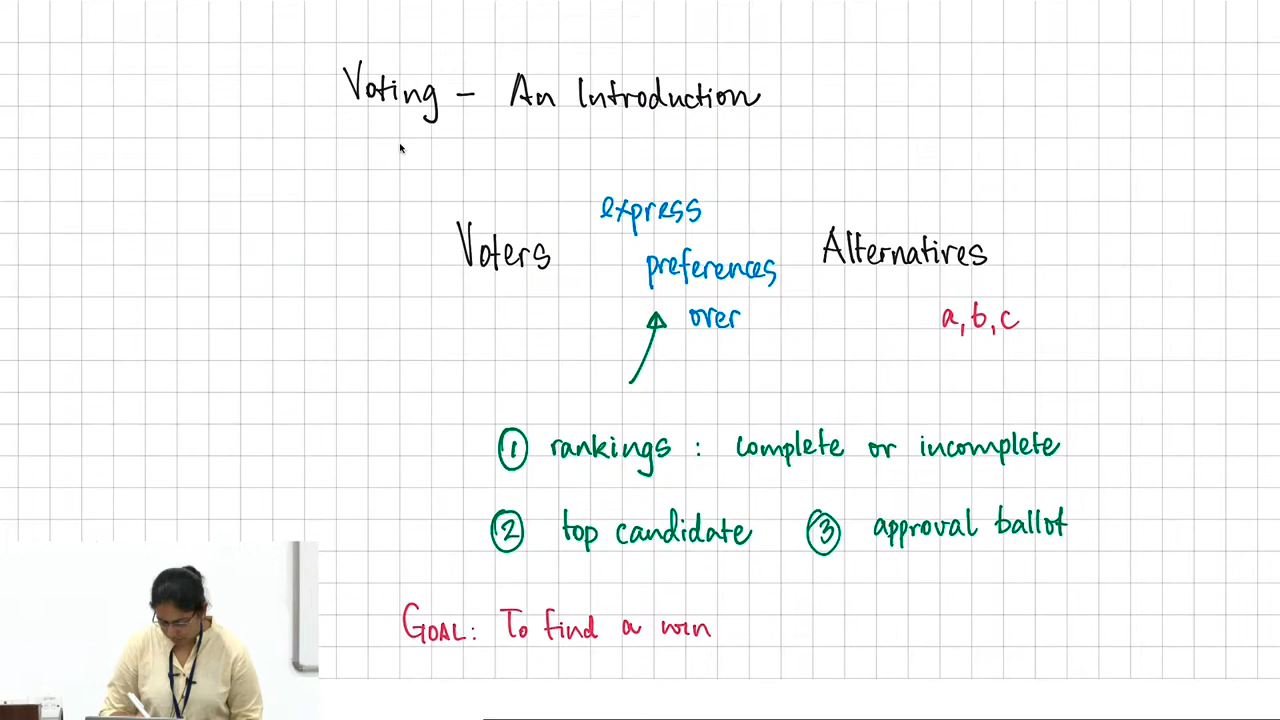 Voting - An Introduction
express
Voters preferences Alternatives
over a, b, c
① rankings : complete or incomplete
② top candidate ③ approval ballot
GOAL: To find a win